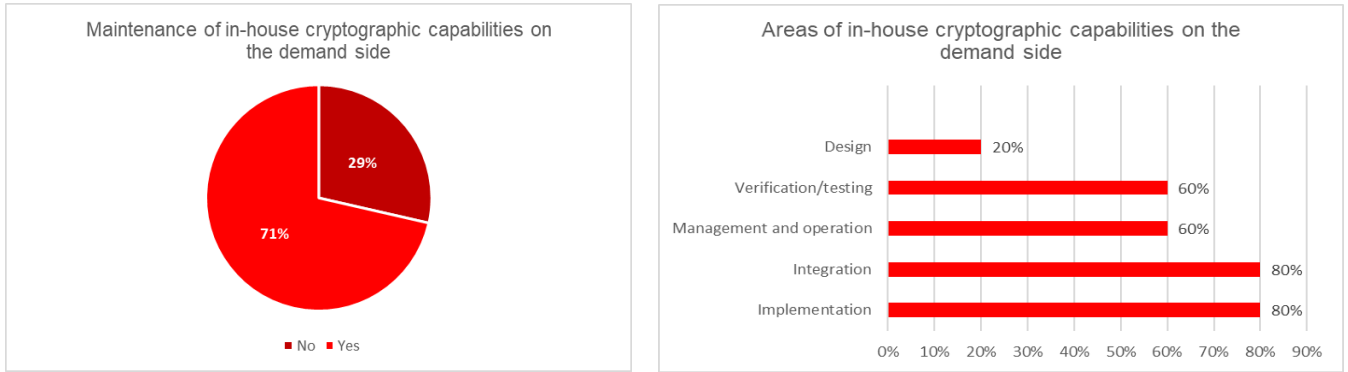 Maintenance of in-house cryptographic capabilities on
the demand side
29%
71%
No Yes
Areas of in-house cryptographic capabilities on the
demand side
Design 20%
Verification/testing 60%
Management and operation 60%
Integration 80%
Implementation 80%
0% 10% 20% 30% 40% 50% 60% 70% 80% 90%